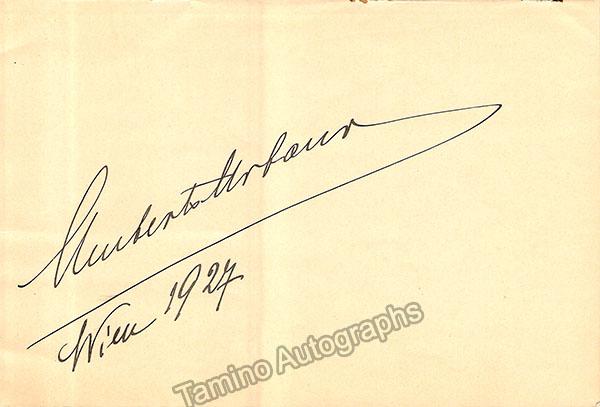 Umberto Urbano
Wien 1927
Tamino Autographs